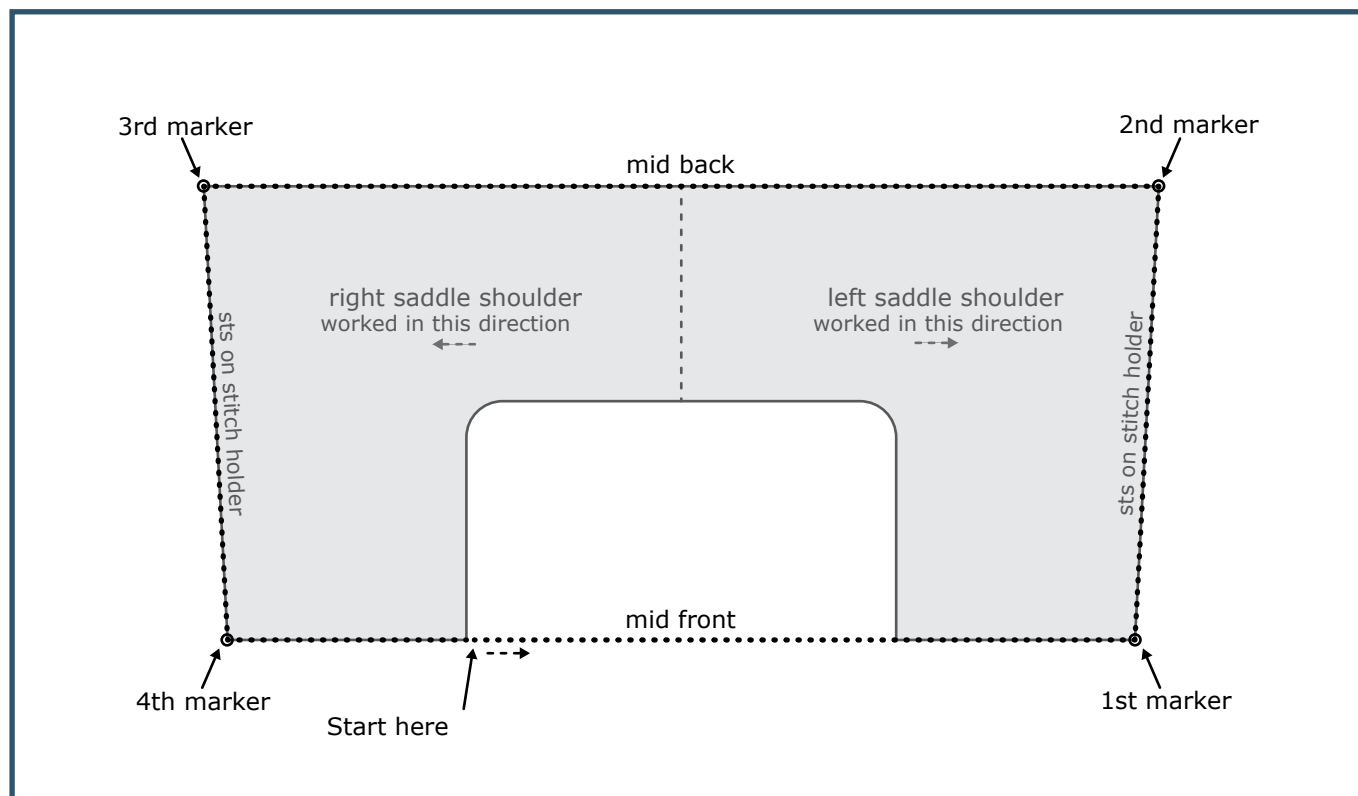 3rd marker
2nd marker
mid back
right saddle shoulder
worked in this direction
left saddle shoulder
worked in this direction
sts on stitch holder
sts on stitch holder
mid front
4th marker
Start here
1st marker